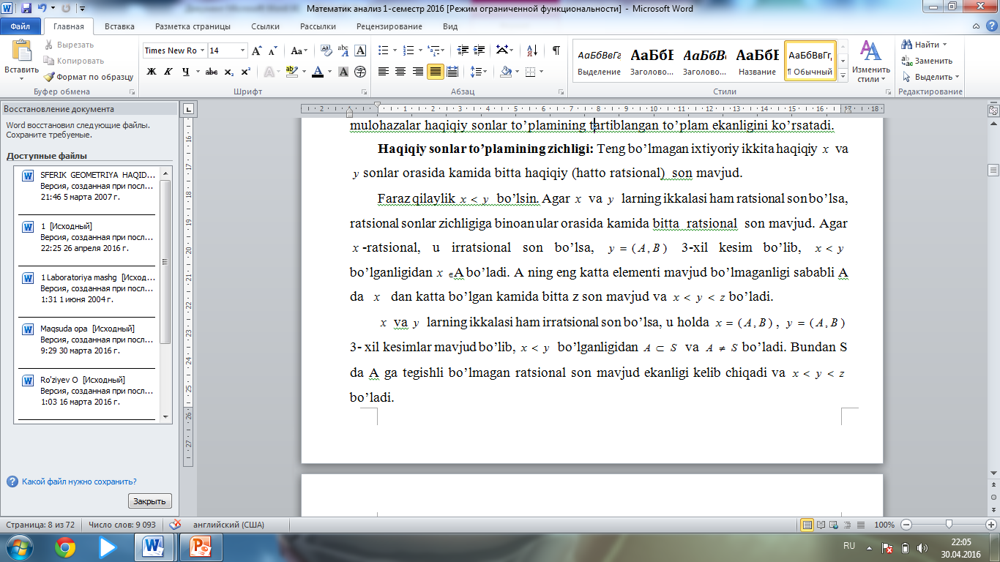 Математик анализ 1-семестр 2016 [Режим ограниченной функциональности] - Microsoft Word
Файл Главная Вставка Разметка страницы Ссылки Рассылки Рецензирование Вид
Вставить
Вырезать
Копировать
Формат по образцу
Буфер обмена
Times New Ro 14
Шрифт
Абзац
АаБбВвГг АаБбЕ АаБбВв АаБбВ АаБбВвГг,
Выделение Заголово... Заголово... Название ¶ Обычный
Изменить стили
Стили
Найти
Заменить
Выделить
Редактирование
Восстановление документа
Word восстановил следующие файлы.
Сохраните требуемые.
Доступные файлы
SFERIK GEOMETRIYA HAQID...
Версия, созданная при посл...
21:46 5 марта 2007 г.
1 [Исходный]
Версия, созданная при посл...
22:25 26 апреля 2016 г.
1 Laboratoriya mashg [Исход...
Версия, созданная при посл...
1:31 1 июня 2004 г.
Maqsuda opa [Исходный]
Версия, созданная при посл...
9:29 30 марта 2016 г.
Ro'ziyev O [Исходный]
Версия, созданная при посл...
1:03 16 марта 2016 г.
Какой файл нужно сохранить?
Закрыть
mulohazalar haqiqiy sonlar to’plamining tartiblangan to’plam ekanligini ko’rsatadi.
Haqiqiy sonlar to’plamining zichligi: Teng bo’lmagan ixtiyoriy ikkita haqiqiy x va
y sonlar orasida kamida bitta haqiqiy (hatto ratsional) son mavjud.
Faraz qilaylik x < y bo’lsin. Agar x va y larning ikkalasi ham ratsional son bo’lsa,
ratsional sonlar zichligiga binoan ular orasida kamida bitta ratsional son mavjud. Agar
x -ratsional, u irratsional son bo’lsa, y = ( A , B ) 3-xil kesim bo’lib, x < y
bo’lganligidan x ∊A bo’ladi. A ning eng katta elementi mavjud bo’lmaganligi sababli A
da x dan katta bo’lgan kamida bitta z son mavjud va x < y < z bo’ladi.
x va y larning ikkalasi ham irratsional son bo’lsa, u holda x = ( A , B ) , y = ( A , B )
3- xil kesimlar mavjud bo’lib, x < y bo’lganligidan A ⊂ S va A ≠ S bo’ladi. Bundan S
da A ga tegishli bo’lmagan ratsional son mavjud ekanligi kelib chiqadi va x < y < z
bo’ladi.
Страница: 8 из 72 Число слов: 9 093 английский (США) 100%
RU 22:05
30.04.2016